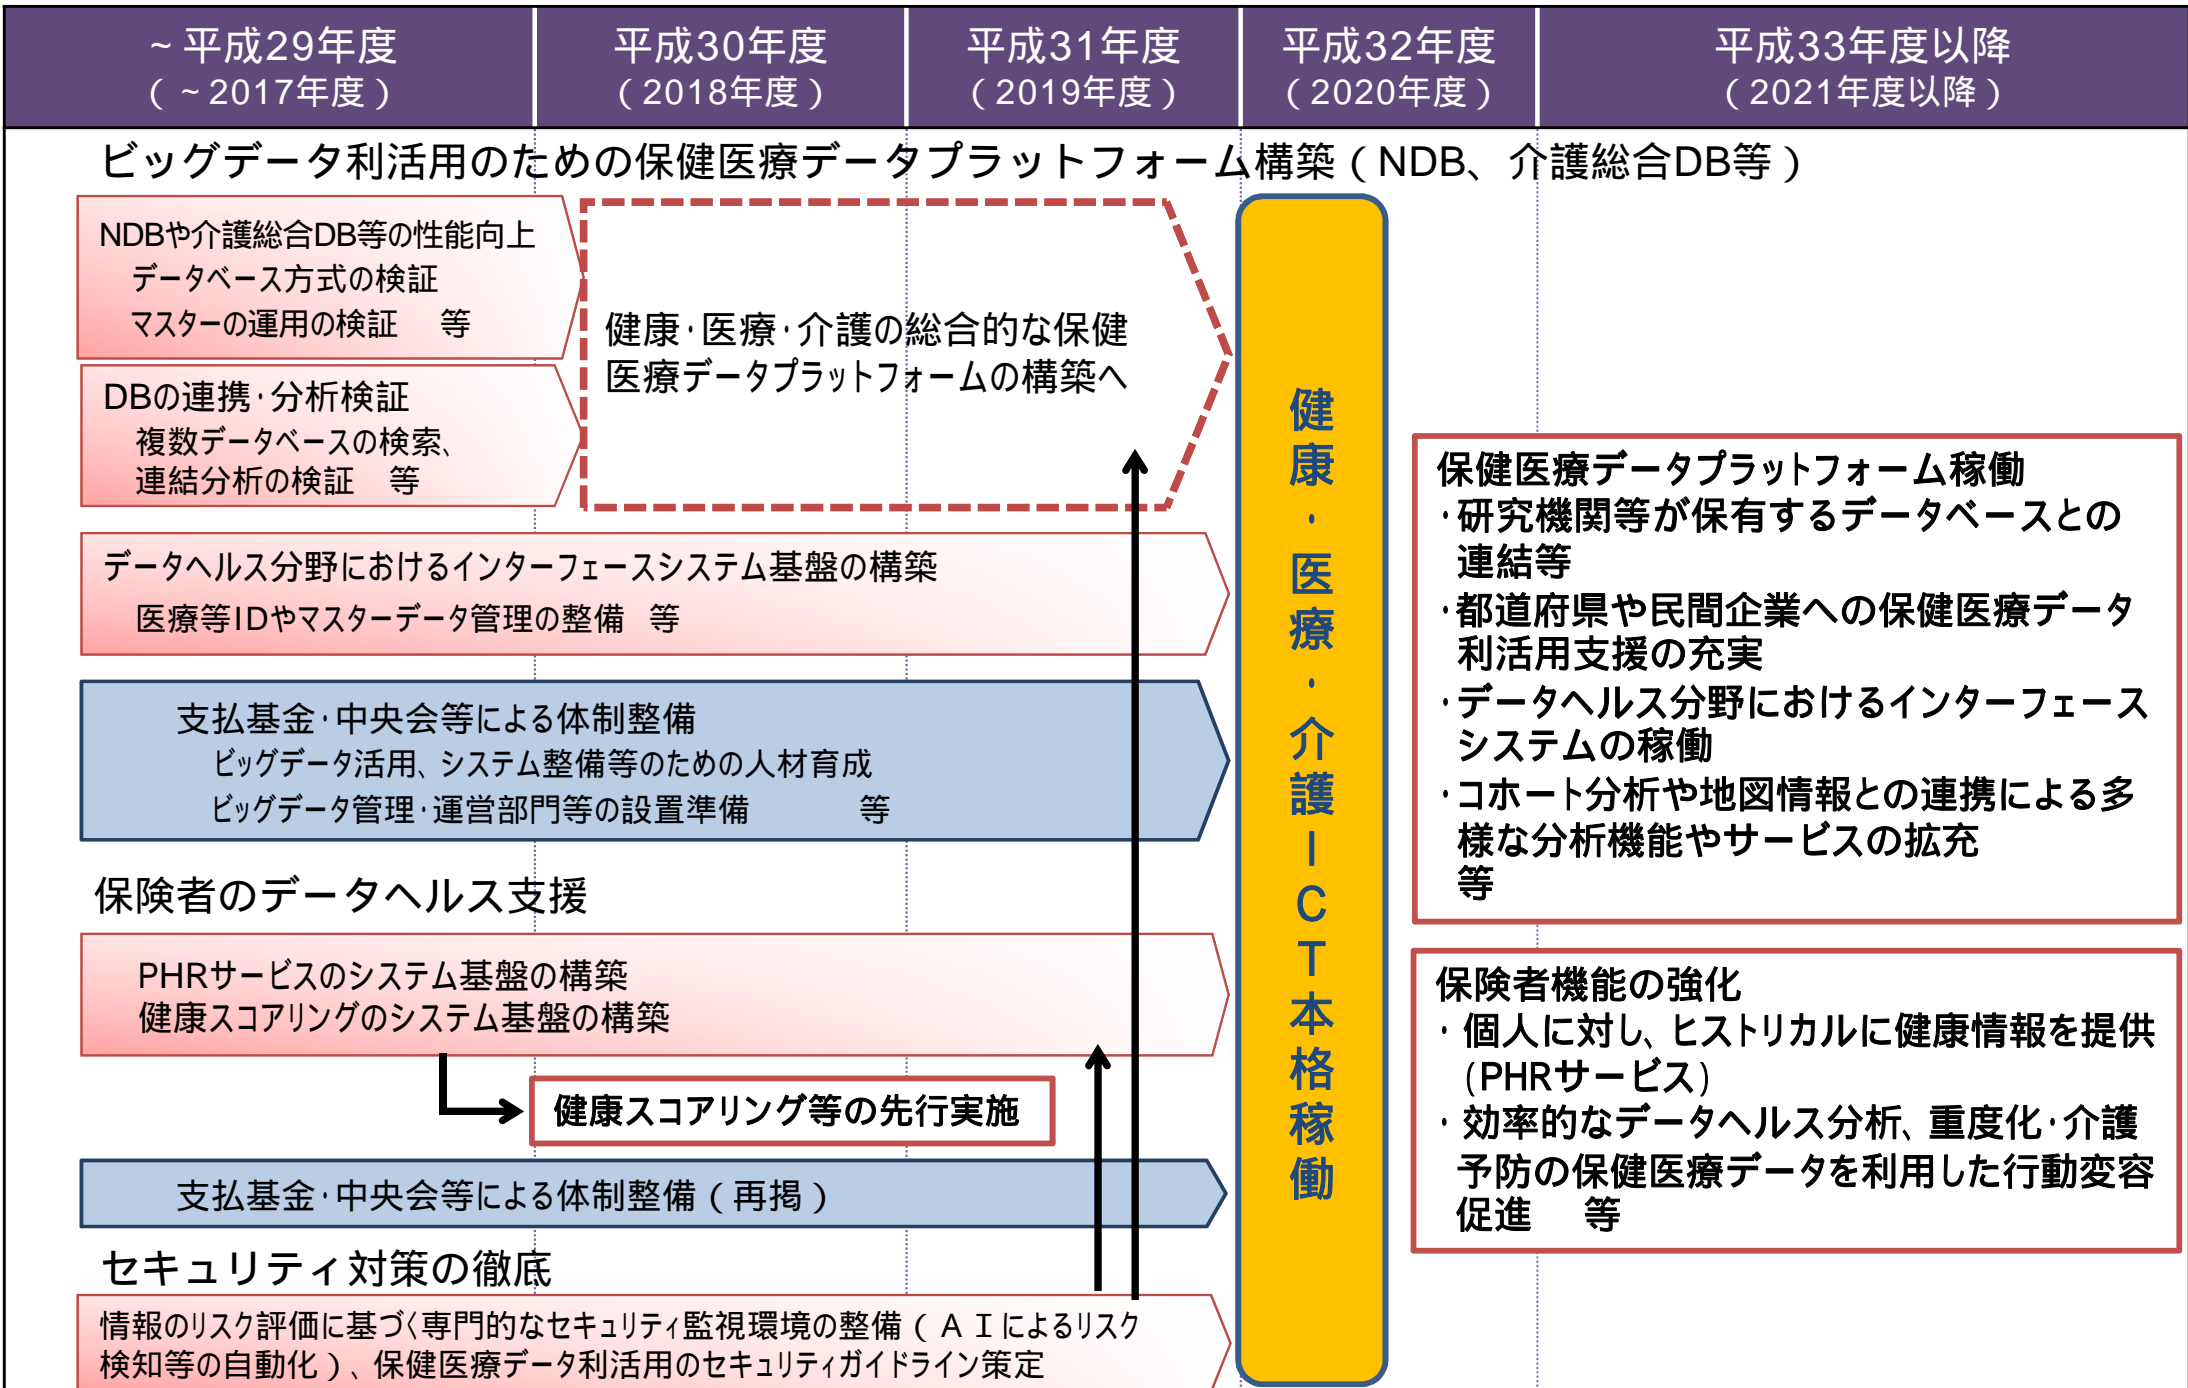 ~平成29年度
(~2017年度)
平成30年度
(2018年度)
平成31年度
(2019年度)
平成32年度
(2020年度)
平成33年度以降
(2021年度以降)
ビッグデータ利活用のための保健医療データプラットフォーム構築(NDB、介護総合DB等)
NDBや介護総合DB等の性能向上
データベース方式の検証
マスターの運用の検証 等
DBの連携・分析検証
複数データベースの検索、
連結分析の検証 等
健康・医療・介護の総合的な保健
医療データプラットフォームの構築へ
データヘルス分野におけるインターフェースシステム基盤の構築
医療等IDやマスターデータ管理の整備 等
支払基金・中央会等による体制整備
ビッグデータ活用、システム整備等のための人材育成
ビッグデータ管理・運営部門等の設置準備 等
保険者のデータヘルス支援
PHRサービスのシステム基盤の構築
健康スコアリングのシステム基盤の構築
健康スコアリング等の先行実施
支払基金・中央会等による体制整備(再掲)
セキュリティ対策の徹底
情報のリスク評価に基づく専門的なセキュリティ監視環境の整備(AIによるリスク
検知等の自動化)、保健医療データ利活用のセキュリティガイドライン策定
健康・医療・介護ICT本格稼働
保健医療データプラットフォーム稼働
・研究機関等が保有するデータベースとの
連結等
・都道府県や民間企業への保健医療データ
利活用支援の充実
・データヘルス分野におけるインターフェース
システムの稼働
・コホート分析や地図情報との連携による多
様な分析機能やサービスの拡充
等
保険者機能の強化
・個人に対し、ヒストリカルに健康情報を提供
(PHRサービス)
・効率的なデータヘルス分析、重度化・介護
予防の保健医療データを利用した行動変容
促進 等